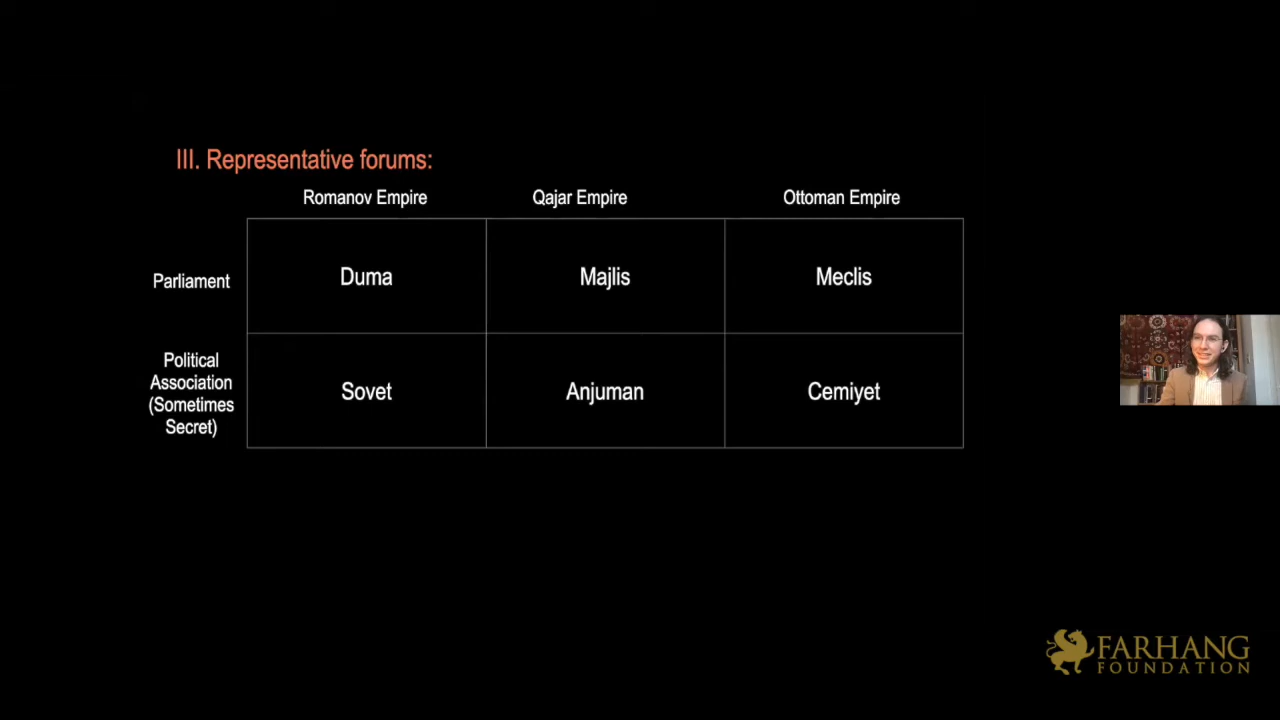 III. Representative forums:
Romanov Empire
Qajar Empire
Ottoman Empire
Parliament
Duma
Majlis
Meclis
Political
Association
(Sometimes
Secret)
Sovet
Anjuman
Cemiyet
FARHANG
FOUNDATION